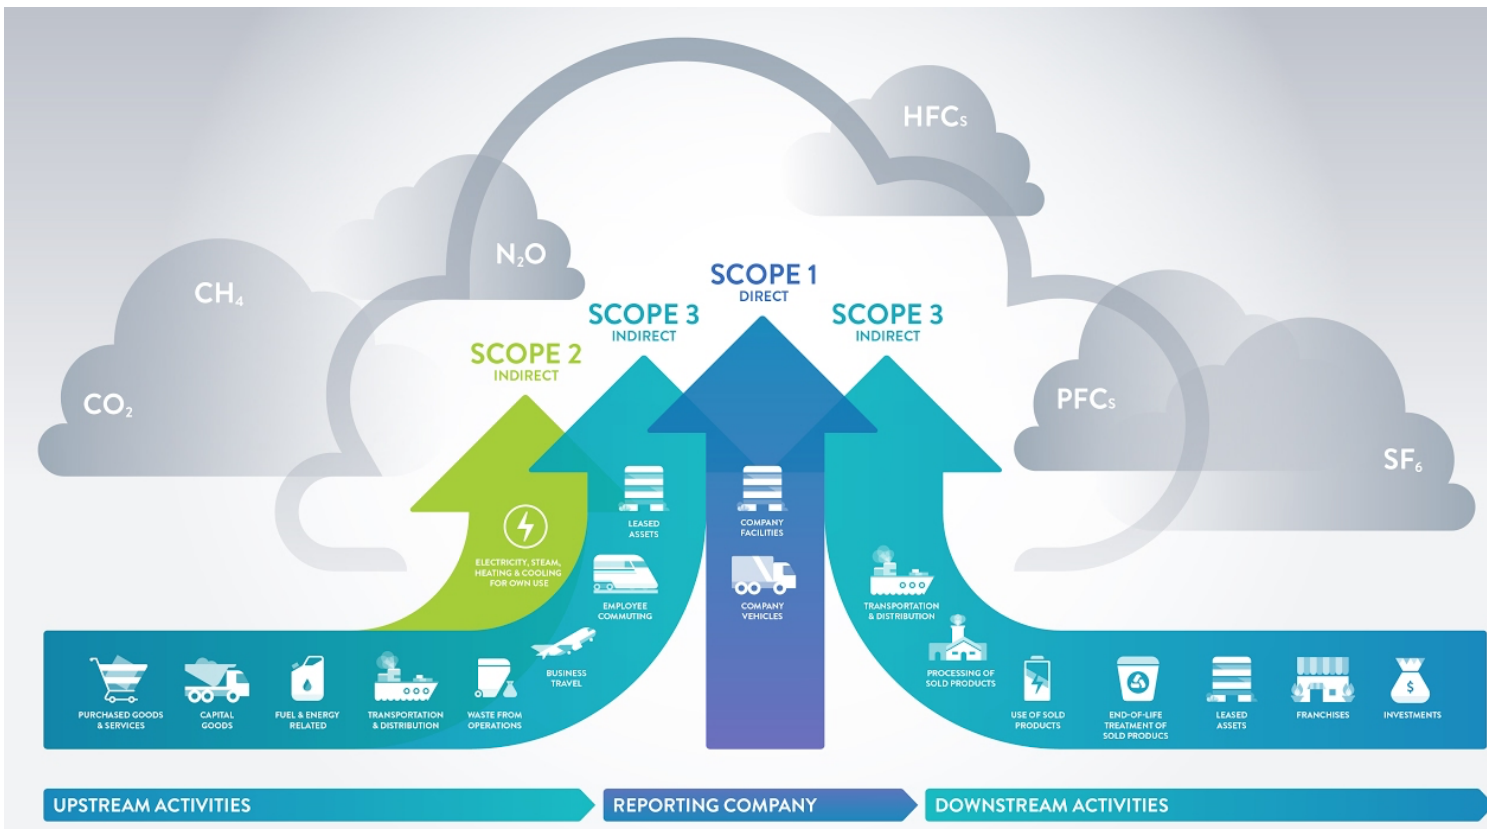 HFCs
N₂O
CH₄
CO₂
PFCs
SF₆
SCOPE 2
INDIRECT
SCOPE 3
INDIRECT
SCOPE 1
DIRECT
SCOPE 3
INDIRECT
ELECTRICITY, STEAM,
HEATING & COOLING
FOR OWN USE
LEASED
ASSETS
EMPLOYEE
COMMUTING
BUSINESS
TRAVEL
COMPANY
FACILITIES
COMPANY
VEHICLES
TRANSPORTATION
& DISTRIBUTION
PROCESSING OF
SOLD PRODUCTS
PURCHASED GOODS
& SERVICES
CAPITAL
GOODS
FUEL & ENERGY
RELATED
TRANSPORTATION
& DISTRIBUTION
WASTE FROM
OPERATIONS
USE OF SOLD
PRODUCTS
END-OF-LIFE
TREATMENT OF
SOLD PRODUCS
LEASED
ASSETS
FRANCHISES
$
INVESTMENTS
UPSTREAM ACTIVITIES
REPORTING COMPANY
DOWNSTREAM ACTIVITIES